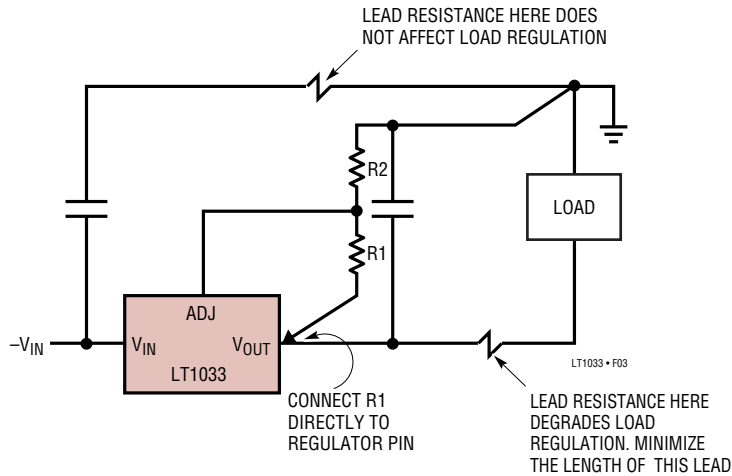 LEAD RESISTANCE HERE DOES
NOT AFFECT LOAD REGULATION
R2
LOAD
R1
ADJ
–VIN
VIN
VOUT
LT1033
LT1033 • F03
CONNECT R1
DIRECTLY TO
REGULATOR PIN
LEAD RESISTANCE HERE
DEGRADES LOAD
REGULATION. MINIMIZE
THE LENGTH OF THIS LEAD